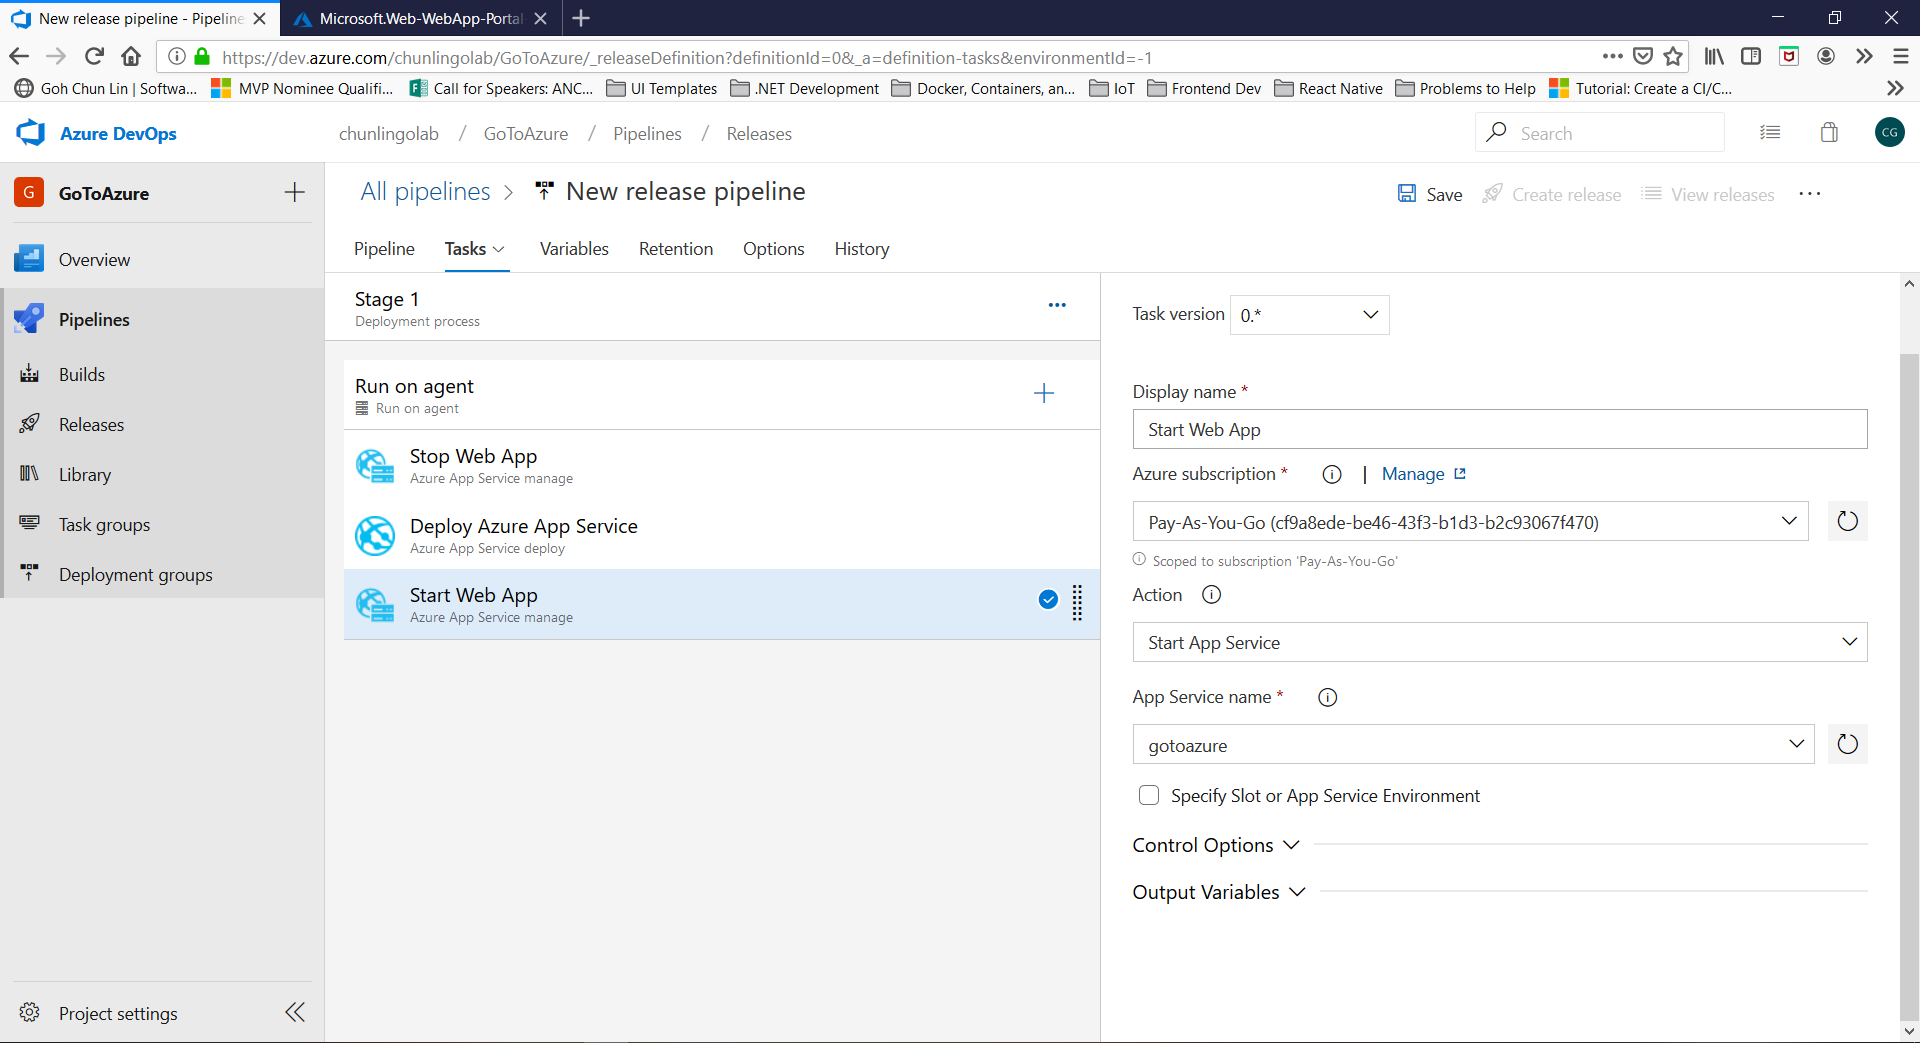 New release pipeline - Pipeline
Microsoft.Web-WebApp-Portal
https://dev.azure.com/chunlingolab/GoToAzure/_releaseDefinition?definitionId=0&_a=definition-tasks&environmentId=-1
Goh Chun Lin | Softwa...
MVP Nominee Qualifi...
Call for Speakers: ANC...
UI Templates
.NET Development
Docker, Containers, an...
IoT
Frontend Dev
React Native
Problems to Help
Tutorial: Create a CI/C...
Azure DevOps
chunlingolab / GoToAzure / Pipelines / Releases
Search
CG
G
GoToAzure
All pipelines > New release pipeline
Save
Create release
View releases
Pipeline
Tasks
Variables
Retention
Options
History
Overview
Pipelines
Builds
Releases
Library
Task groups
Deployment groups
Project settings
Stage 1
Deployment process
Run on agent
Run on agent
Stop Web App
Azure App Service manage
Deploy Azure App Service
Azure App Service deploy
Start Web App
Azure App Service manage
Task version
0.*
Display name *
Start Web App
Azure subscription *
| Manage
Pay-As-You-Go (cf9a8ede-be46-43f3-b1d3-b2c93067f470)
Scoped to subscription 'Pay-As-You-Go'
Action
Start App Service
App Service name *
gotoazure
Specify Slot or App Service Environment
Control Options
Output Variables